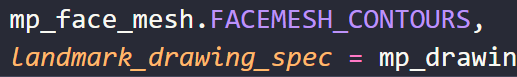 mp_face_mesh.FACEMESH_CONTOURS,
landmark_drawing_spec = mp_drawin